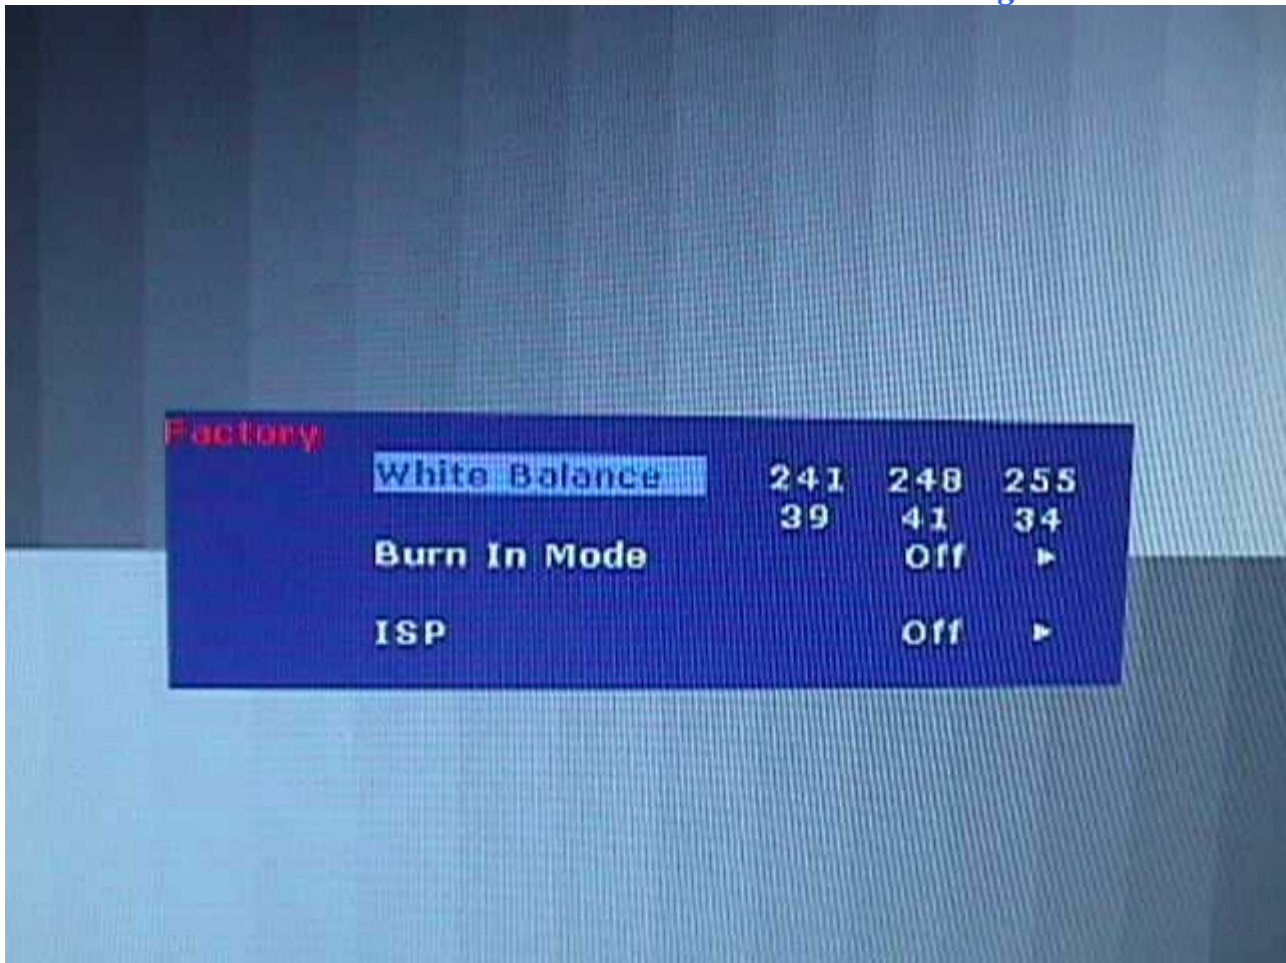 Factory
White Balance 241 248 255
39 41 34
Burn In Mode Off ►
ISP Off ►